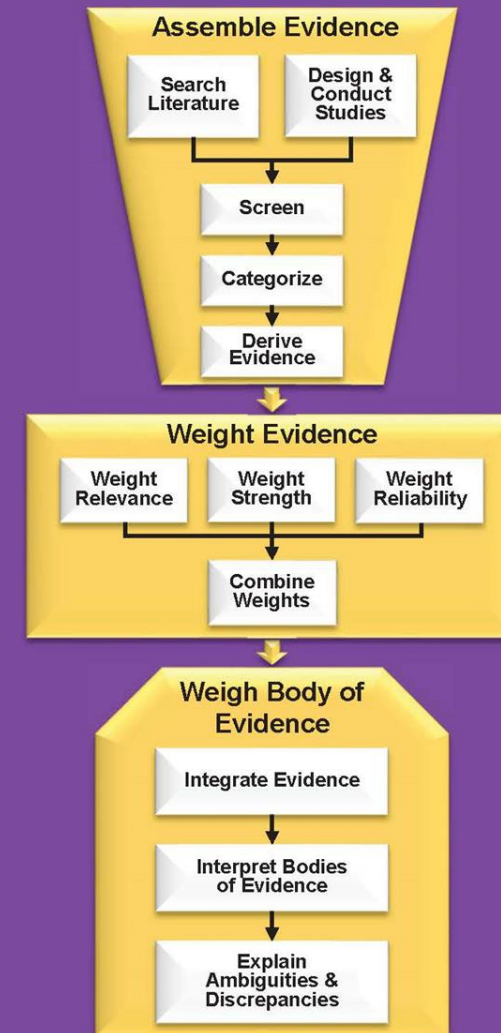 Assemble Evidence
Search
Literature
Design &
Conduct
Studies
Screen
Categorize
Derive
Evidence
Weight Evidence
Weight
Relevance
Weight
Strength
Weight
Reliability
Combine
Weights
Weigh Body of
Evidence
Integrate Evidence
Interpret Bodies
of Evidence
Explain
Ambiguities &
Discrepancies